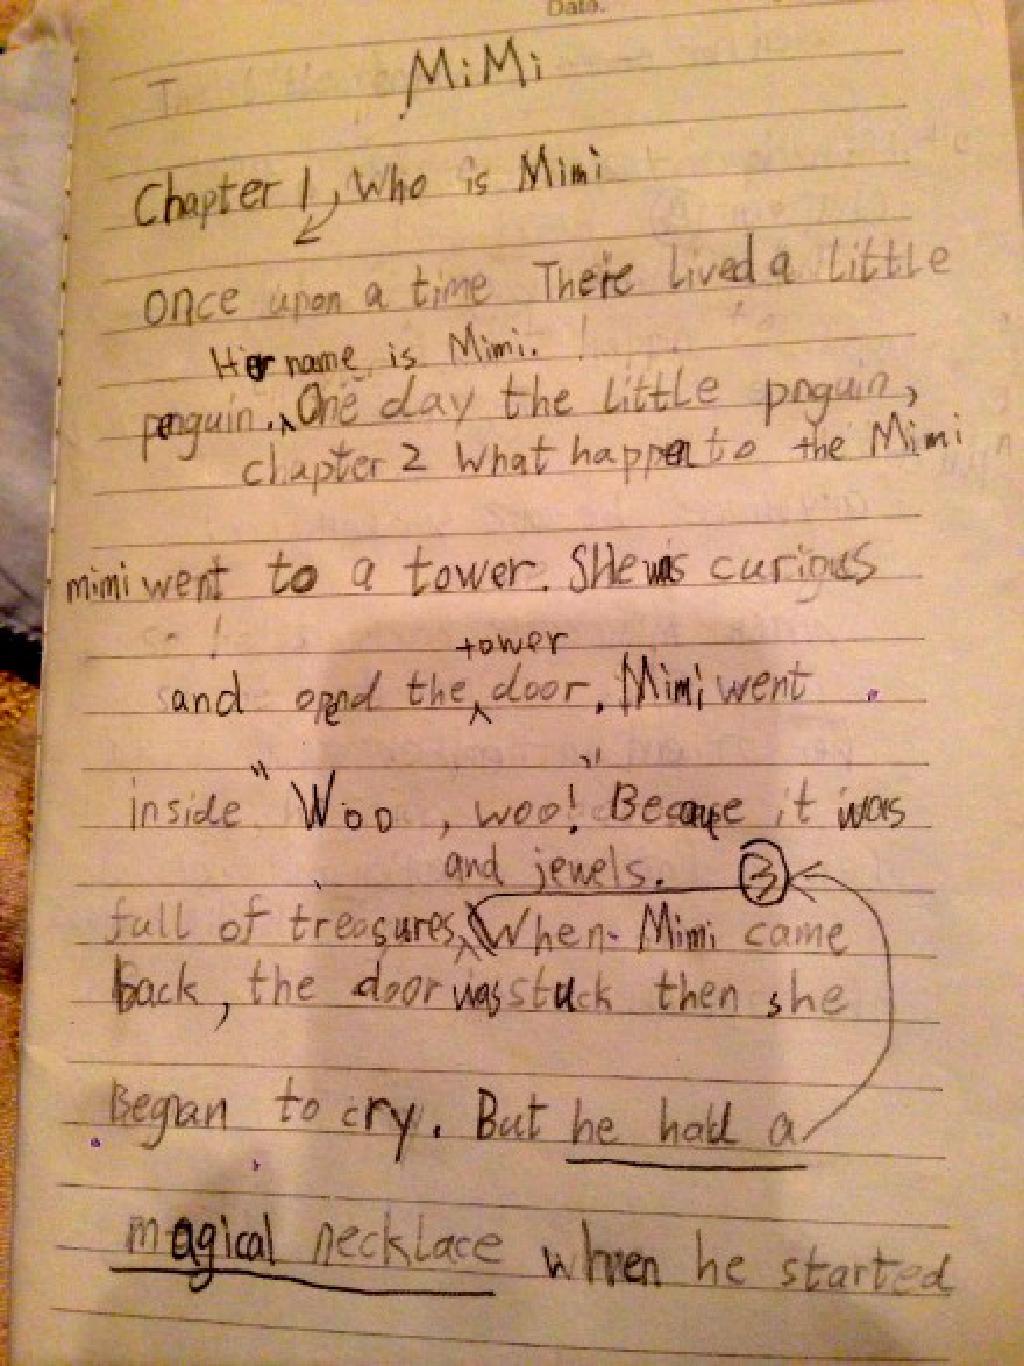 Date.
MiMi
Chapter 1, Who is Mimi
once upon a time There lived a little
Her name is Mimi.
penguin. One day the little pnguin,
chapter 2 What happen to the Mimi
mimi went to a tower. SHe was curious
tower
and opend the door. Mimi went
inside "Woo, woo!" Because it was
and jewels. 3
full of treasures, When Mimi came
Back, the door was stuck then she
Began to cry. But he had a
magical necklace when he started